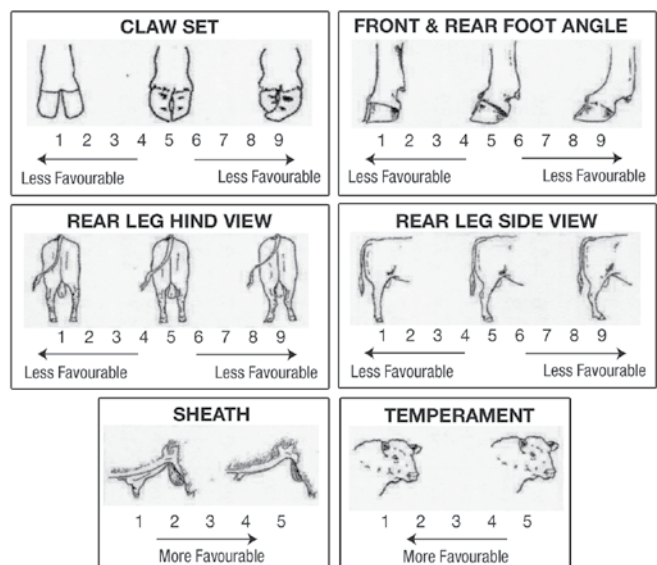 CLAW SET
1 2 3 4 5 6 7 8 9
Less Favourable Less Favourable
FRONT & REAR FOOT ANGLE
1 2 3 4 5 6 7 8 9
Less Favourable Less Favourable
REAR LEG HIND VIEW
1 2 3 4 5 6 7 8 9
Less Favourable Less Favourable
REAR LEG SIDE VIEW
1 2 3 4 5 6 7 8 9
Less Favourable Less Favourable
SHEATH
1 2 3 4 5
More Favourable
TEMPERAMENT
1 2 3 4 5
More Favourable